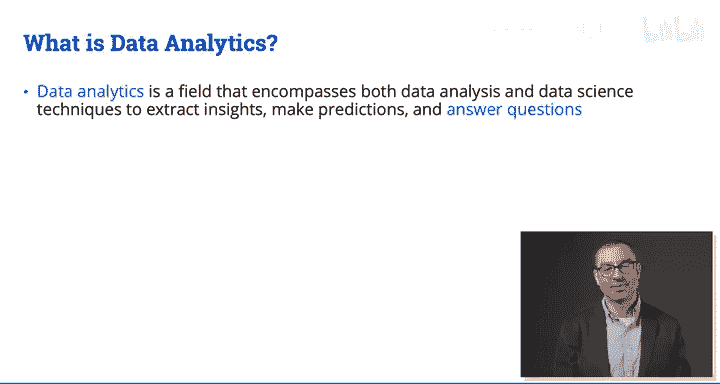 What is Data Analytics?
• Data analytics is a field that encompasses both data analysis and data science
techniques to extract insights, make predictions, and answer questions